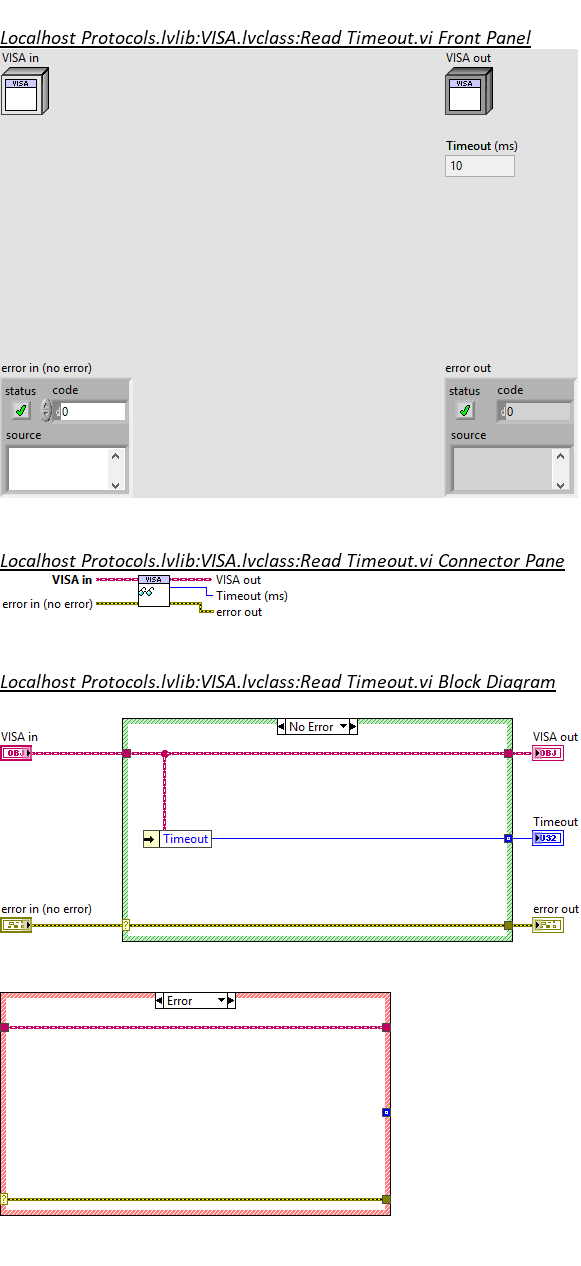 Localhost Protocols.lvlib:VISA.lvclass:Read Timeout.vi Front Panel
VISA in
VISA out
VISA
VISA
Timeout (ms)
10
error in (no error)
error out
status
code
status
code
d 0
d 0
source
source
Localhost Protocols.lvlib:VISA.lvclass:Read Timeout.vi Connector Pane
VISA in
VISA
VISA out
Timeout (ms)
error in (no error)
error out
Localhost Protocols.lvlib:VISA.lvclass:Read Timeout.vi Block Diagram
No Error
VISA in
VISA out
OBJ
OBJ
Timeout
Timeout
U32
error in (no error)
error out
?
Error
?